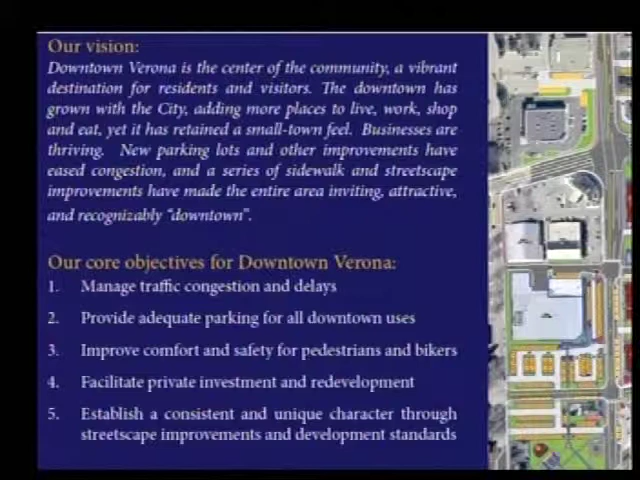 Our vision:
Downtown Verona is the center of the community, a vibrant
destination for residents and visitors. The downtown has
grown with the City, adding more places to live, work, shop
and eat, yet it has retained a small-town feel. Businesses are
thriving. New parking lots and other improvements have
eased congestion, and a series of sidewalk and streetscape
improvements have made the entire area inviting, attractive,
and recognizably "downtown".
Our core objectives for Downtown Verona:
1. Manage traffic congestion and delays
2. Provide adequate parking for all downtown uses
3. Improve comfort and safety for pedestrians and bikers
4. Facilitate private investment and redevelopment
5. Establish a consistent and unique character through
streetscape improvements and development standards